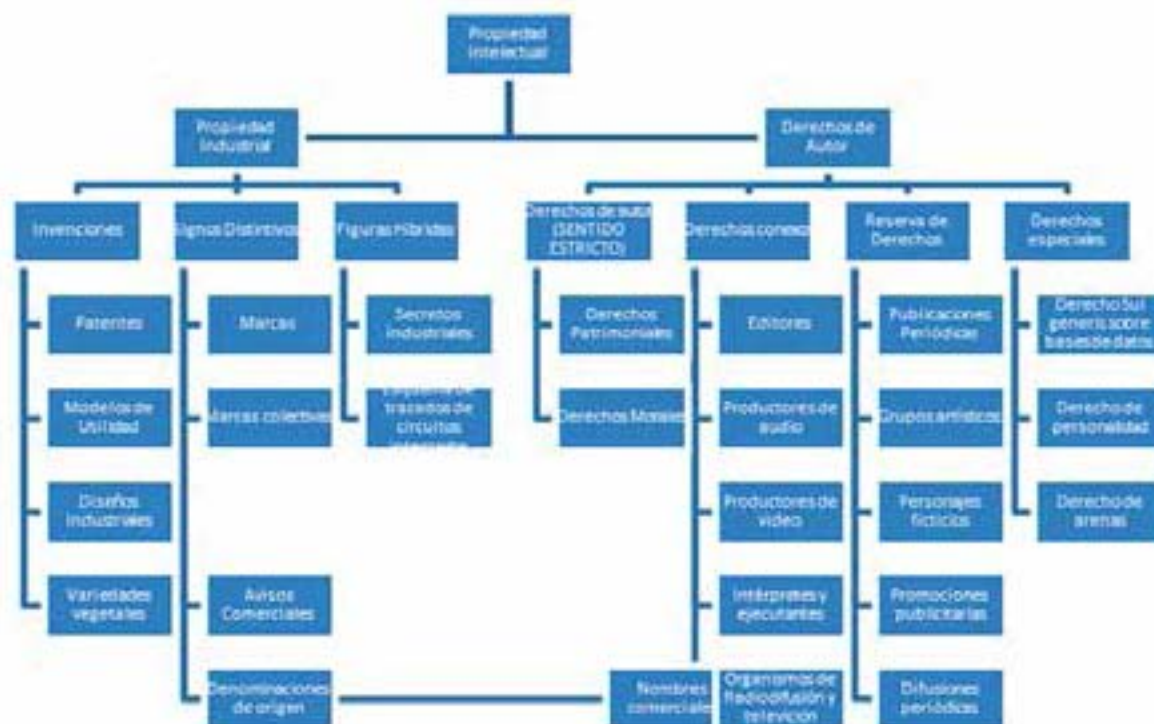 Propiedad
Intelectual
Propiedad
Industrial
Derechos de
Autor
Invenciones
Signos Distintivos
Figuras Híbridas
Derechos de autor
(SENTIDO
ESTRICTO)
Derechos conexos
Reserva de
Derechos
Derechos
especiales
Patentes
Marcas
Secretos
industriales
Derechos
Patrimoniales
Editores
Publicaciones
Periódicas
Derecho Sui
generis sobre
bases de datos
Modelos de
Utilidad
Marcas colectivas
trazados de
circuitos
Derechos Morales
Productores de
audio
Grupos artísticos
Derecho de
personalidad
Diseños
industriales
Productores de
video
Personajes
ficticios
Derecho de
arenas
Variedades
vegetales
Avisos
Comerciales
Intérpretes y
ejecutantes
Promociones
publicitarias
Denominaciones
de origen
Nombres
comerciales
Organismos de
Radiodifusión y
televición
Difusiones
periódicas